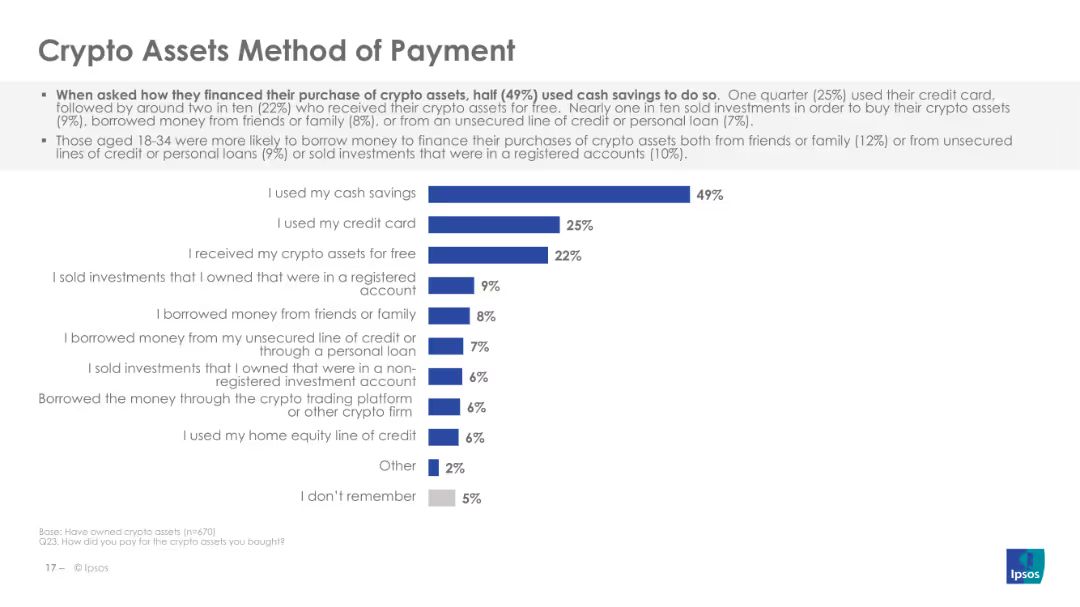 Crypto Assets Method of Payment
▪ When asked how they financed their purchase of crypto assets, half (49%) used cash savings to do so. One quarter (25%) used their credit card,
followed by around two in ten (22%) who received their crypto assets for free. Nearly one in ten sold investments in order to buy their crypto assets
(9%), borrowed money from friends or family (8%), or from an unsecured line of credit or personal loan (7%).
▪ Those aged 18-34 were more likely to borrow money to finance their purchases of crypto assets both from friends or family (12%) or from unsecured
lines of credit or personal loans (9%) or sold investments that were in a registered accounts (10%).
I used my cash savings 49%
I used my credit card 25%
I received my crypto assets for free 22%
I sold investments that I owned that were in a registered
account 9%
I borrowed money from friends or family 8%
I borrowed money from my unsecured line of credit or
through a personal loan 7%
I sold investments that I owned that were in a non-
registered investment account 6%
Borrowed the money through the crypto trading platform
or other crypto firm 6%
I used my home equity line of credit 6%
Other 2%
I don't remember 5%
Base: Have owned crypto assets (n=670)
Q23. How did you pay for the crypto assets you bought?
17 – © Ipsos
Ipsos